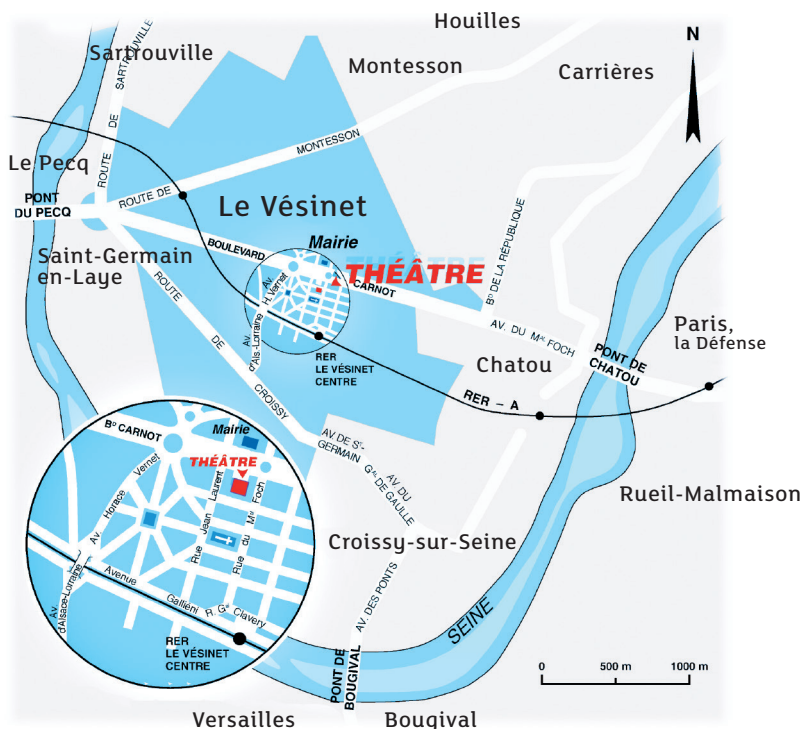 Houilles
Sartrouville
Montesson
Carrières
N
ROUTE DE SARTROUVILLE
Le Pecq
PONT
DU PECQ
ROUTE DE MONTESSON
Le Vésinet
Saint-Germain
en-Laye
BOULEVARD CARNOT
Mairie
THÉÂTRE
Av.
H. Vernet
Av.
d'Als.-Lorraine
Bᴰ DE LA RÉPUBLIQUE
AV. DU Mᵃˡ FOCH
PONT DE
CHATOU
Paris,
la Défense
RER
LE VÉSINET
CENTRE
Chatou
RER – A
ROUTE DE CROISSY
AV. DE Sᵀ-
GERMAIN
AV. DU
Gᵃˡ DE GAULLE
Rueil-Malmaison
Croissy-sur-Seine
AV. DES PONTS
PONT DE
BOUGIVAL
SEINE
0 500 m 1000 m
Versailles
Bougival
Bᴰ CARNOT
Mairie
THÉÂTRE
Av. Horace Vernet
Rue Jean Laurent
Rue du Mᵃˡ Foch
Av.
d'Alsace-Lorraine
Avenue Galliéni
R. Gᵃˡ Clavery
RER
LE VÉSINET
CENTRE